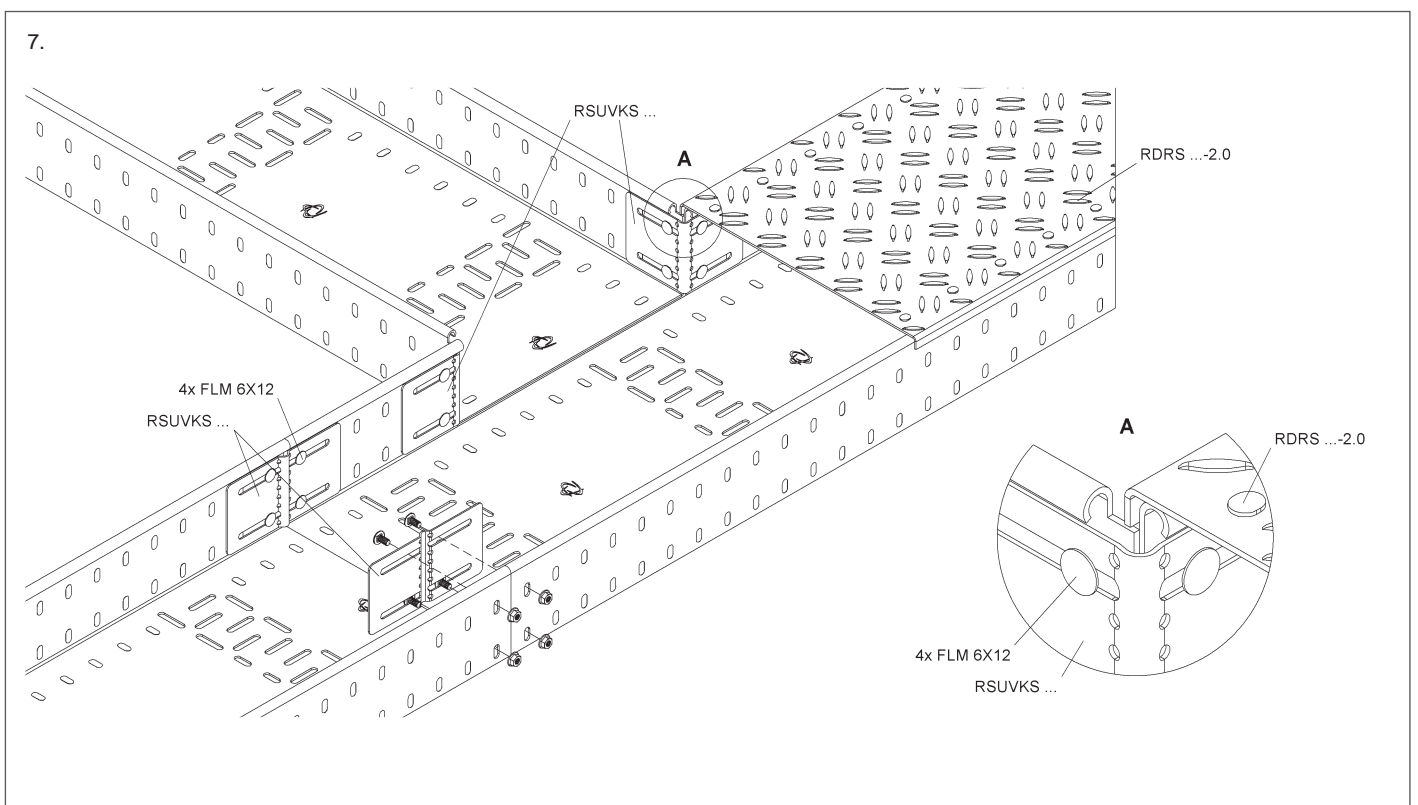 7.
RSUVKS ...
A
RDRS ...-2.0
4x FLM 6X12
RSUVKS ...
A
RDRS ...-2.0
4x FLM 6X12
RSUVKS ...